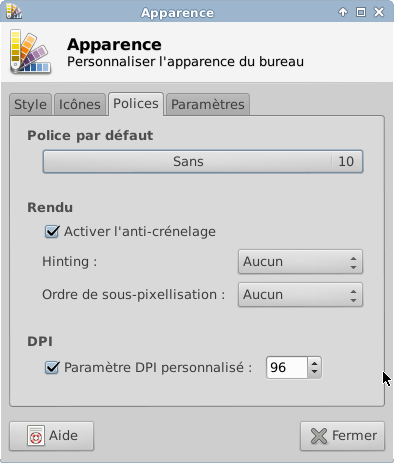 Apparence
Apparence
Personnaliser l'apparence du bureau
Style Icônes Polices Paramètres
Police par défaut
Sans 10
Rendu
Activer l'anti-crénelage
Hinting : Aucun
Ordre de sous-pixellisation : Aucun
DPI
Paramètre DPI personnalisé : 96
Aide Fermer